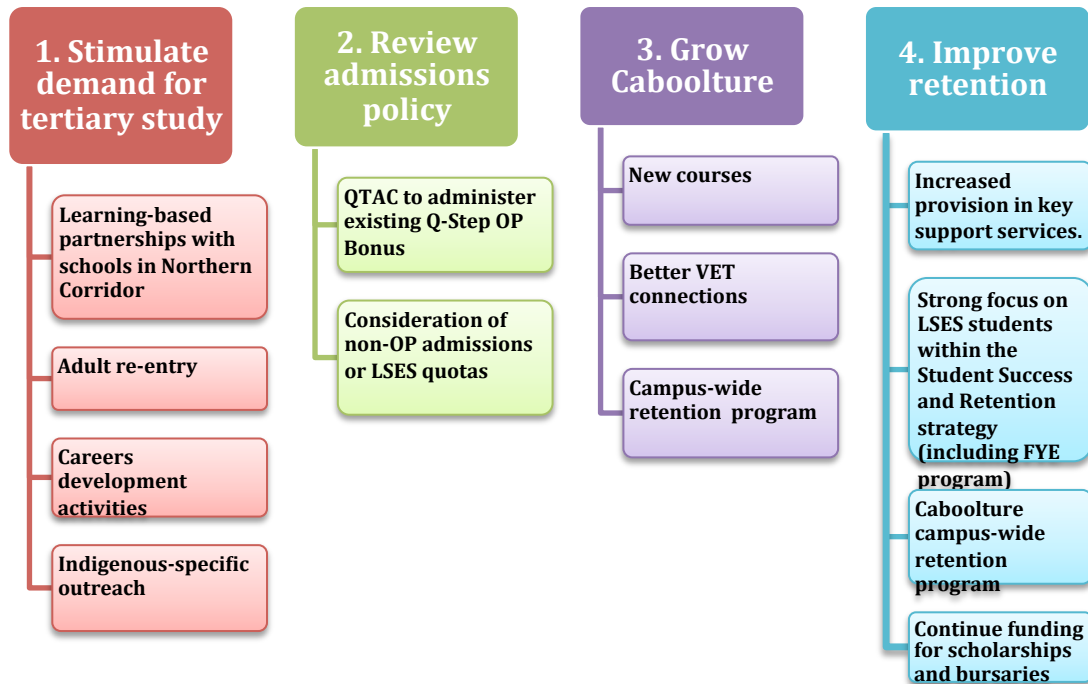 1. Stimulate
demand for
tertiary study
Learning-based
partnerships with
schools in Northern
Corridor
Adult re-entry
Careers
development
activities
Indigenous-specific
outreach
2. Review
admissions
policy
QTAC to administer
existing Q-Step OP
Bonus
Consideration of
non-OP admissions
or LSES quotas
3. Grow
Caboolture
New courses
Better VET
connections
Campus-wide
retention program
4. Improve
retention
Increased
provision in key
support services.
Strong focus on
LSES students
within the
Student Success
and Retention
strategy
(including FYE
program)
Caboolture
campus-wide
retention
program
Continue funding
for scholarships
and bursaries